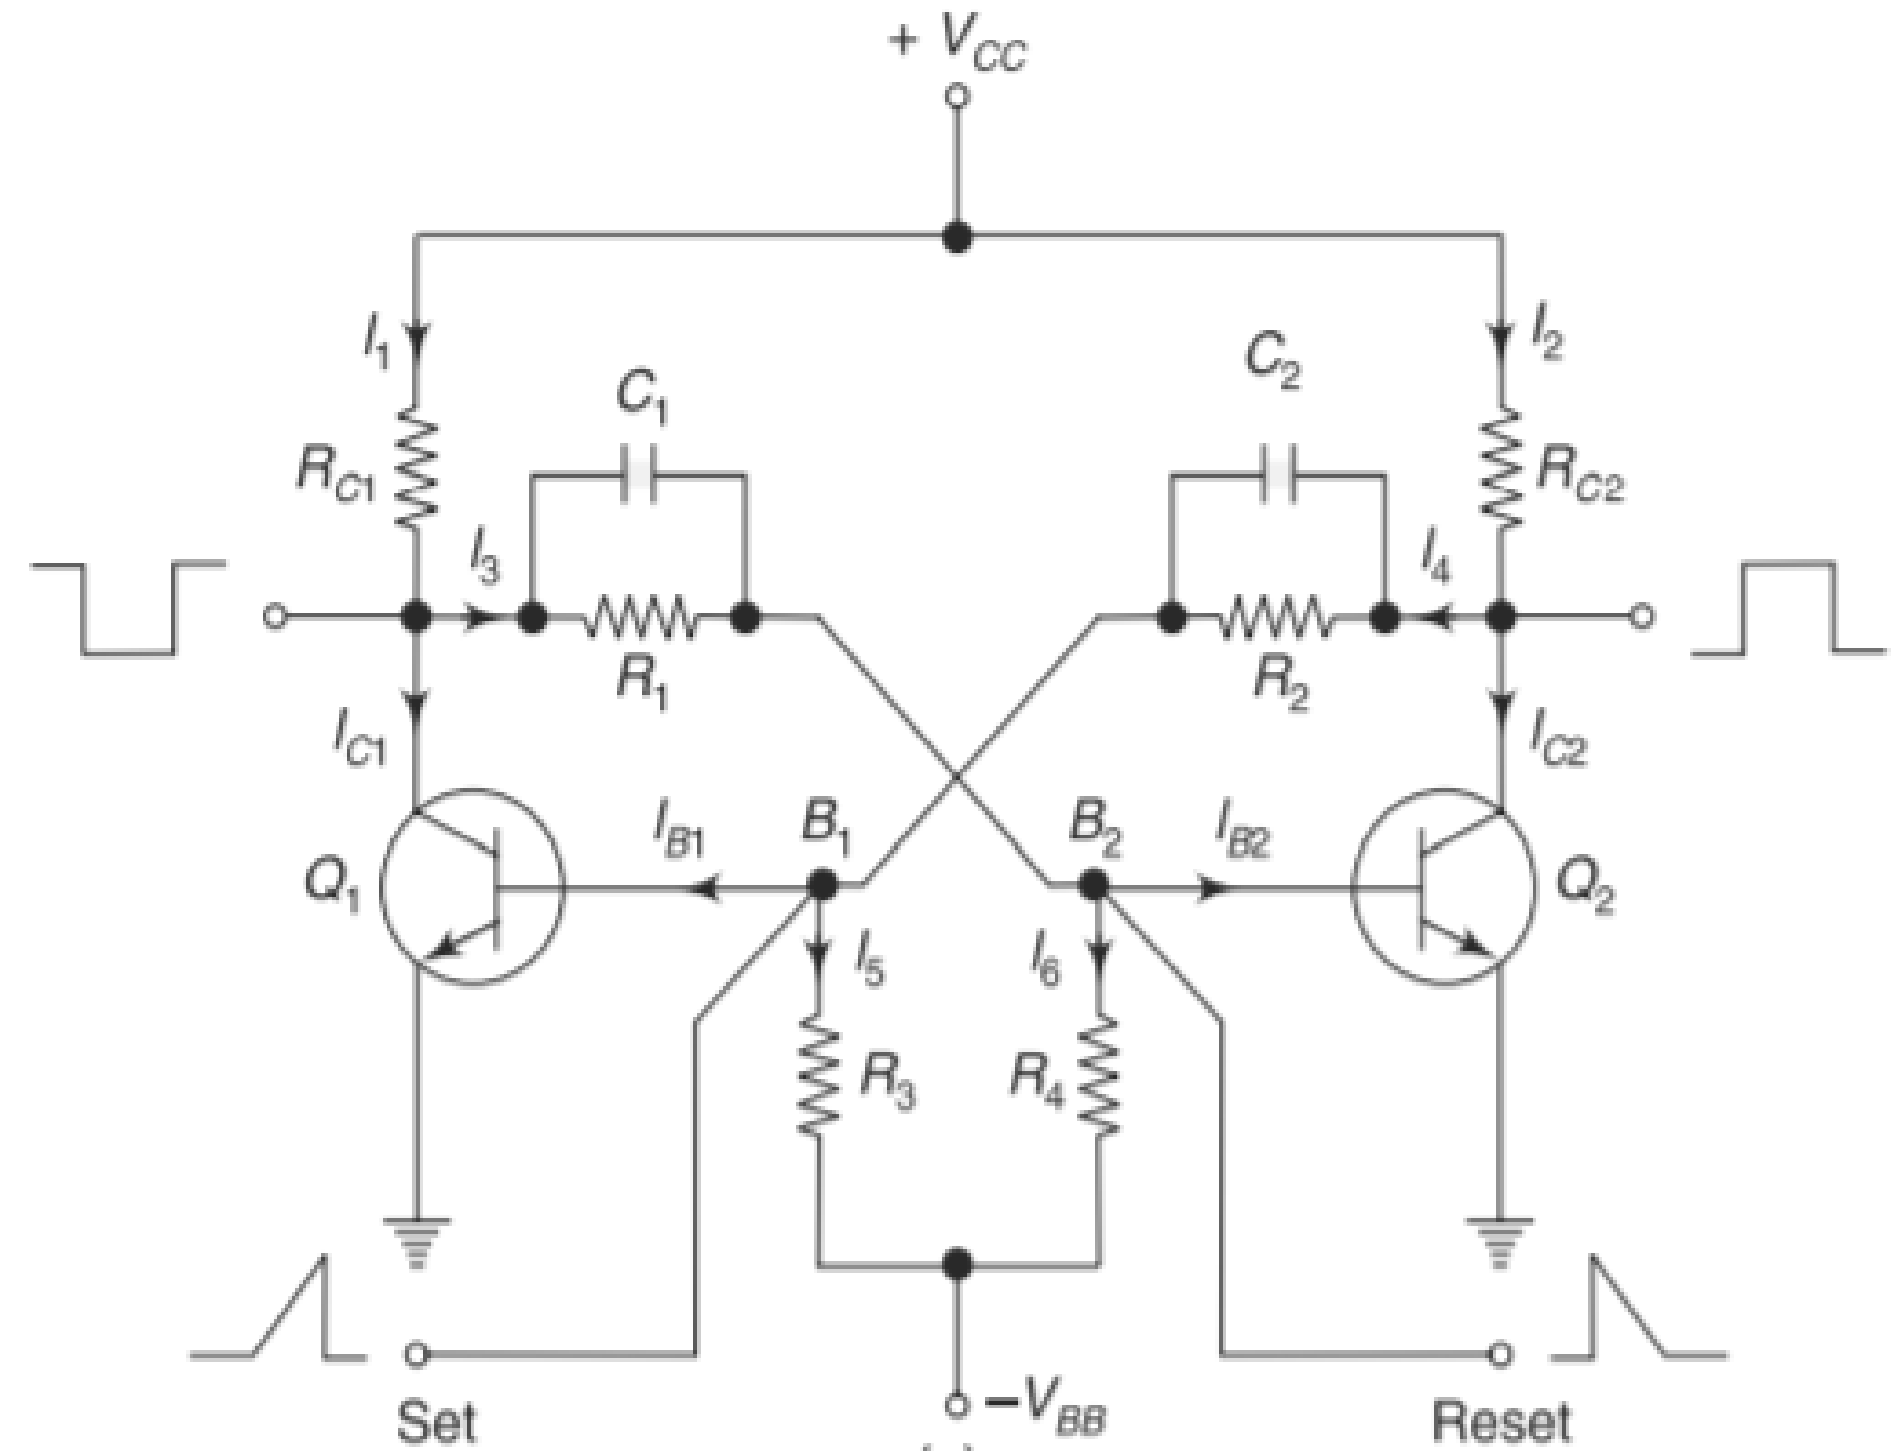 + V_CC
I_1
I_2
C_1
C_2
R_C1
R_C2
I_3
I_4
R_1
R_2
I_C1
I_C2
I_B1
B_1
B_2
I_B2
Q_1
Q_2
I_5
I_6
R_3
R_4
Set
−V_BB
Reset